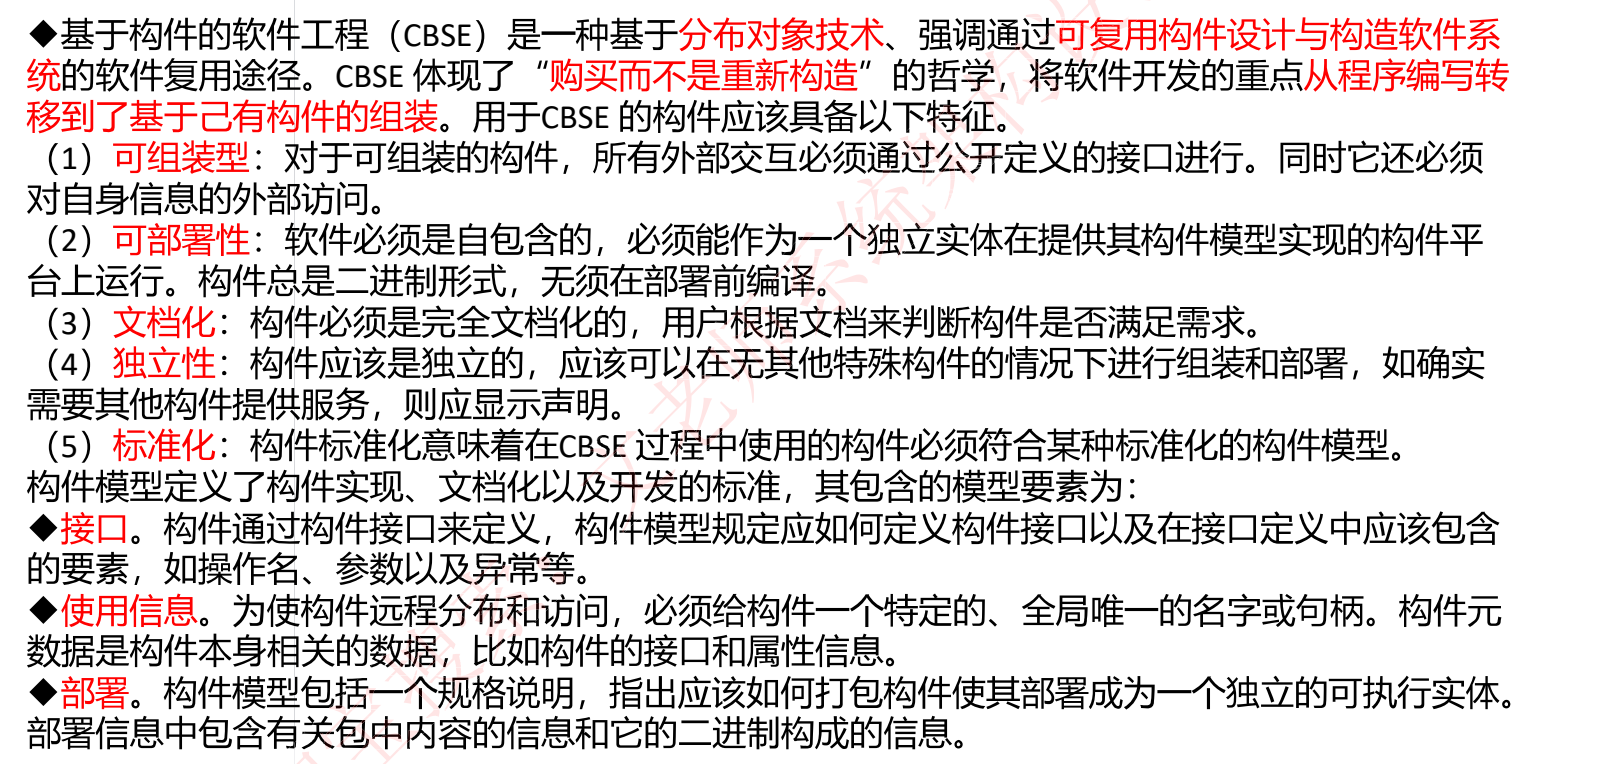 ◆基于构件的软件工程（CBSE）是一种基于分布对象技术、强调通过可复用构件设计与构造软件系
统的软件复用途径。CBSE 体现了“购买而不是重新构造”的哲学，将软件开发的重点从程序编写转
移到了基于己有构件的组装。用于CBSE 的构件应该具备以下特征。
（1）可组装型：对于可组装的构件，所有外部交互必须通过公开定义的接口进行。同时它还必须
对自身信息的外部访问。
（2）可部署性：软件必须是自包含的，必须能作为一个独立实体在提供其构件模型实现的构件平
台上运行。构件总是二进制形式，无须在部署前编译。
（3）文档化：构件必须是完全文档化的，用户根据文档来判断构件是否满足需求。
（4）独立性：构件应该是独立的，应该可以在无其他特殊构件的情况下进行组装和部署，如确实
需要其他构件提供服务，则应显示声明。
（5）标准化：构件标准化意味着在CBSE 过程中使用的构件必须符合某种标准化的构件模型。
构件模型定义了构件实现、文档化以及开发的标准，其包含的模型要素为：
◆接口。构件通过构件接口来定义，构件模型规定应如何定义构件接口以及在接口定义中应该包含
的要素，如操作名、参数以及异常等。
◆使用信息。为使构件远程分布和访问，必须给构件一个特定的、全局唯一的名字或句柄。构件元
数据是构件本身相关的数据，比如构件的接口和属性信息。
◆部署。构件模型包括一个规格说明，指出应该如何打包构件使其部署成为一个独立的可执行实体。
部署信息中包含有关包中内容的信息和它的二进制构成的信息。
宝搜索：文老师系统架构设